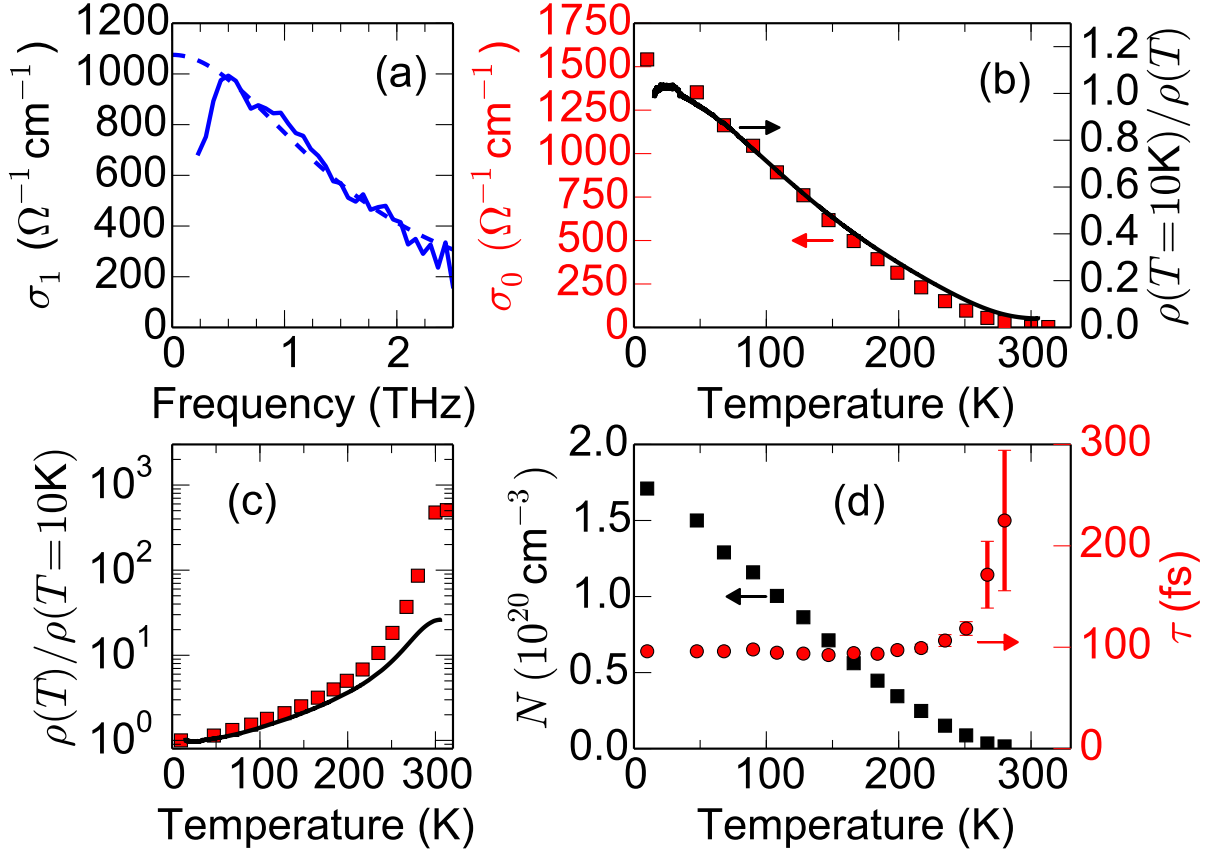 1200
1000
800
600
400
200
0
σ₁ (Ω⁻¹cm⁻¹)
(a)
0 1 2
Frequency (THz)
1750
1500
1250
1000
750
500
250
0
σ₀ (Ω⁻¹cm⁻¹)
(b)
1.2
1.0
0.8
0.6
0.4
0.2
0.0
ρ(T=10K)/ρ(T)
0 100 200 300
Temperature (K)
10³
10²
10¹
10⁰
ρ(T)/ρ(T=10K)
(c)
0 100 200 300
Temperature (K)
2.0
1.5
1.0
0.5
0.0
N (10²⁰cm⁻³)
(d)
300
200
100
0
τ (fs)
0 100 200 300
Temperature (K)